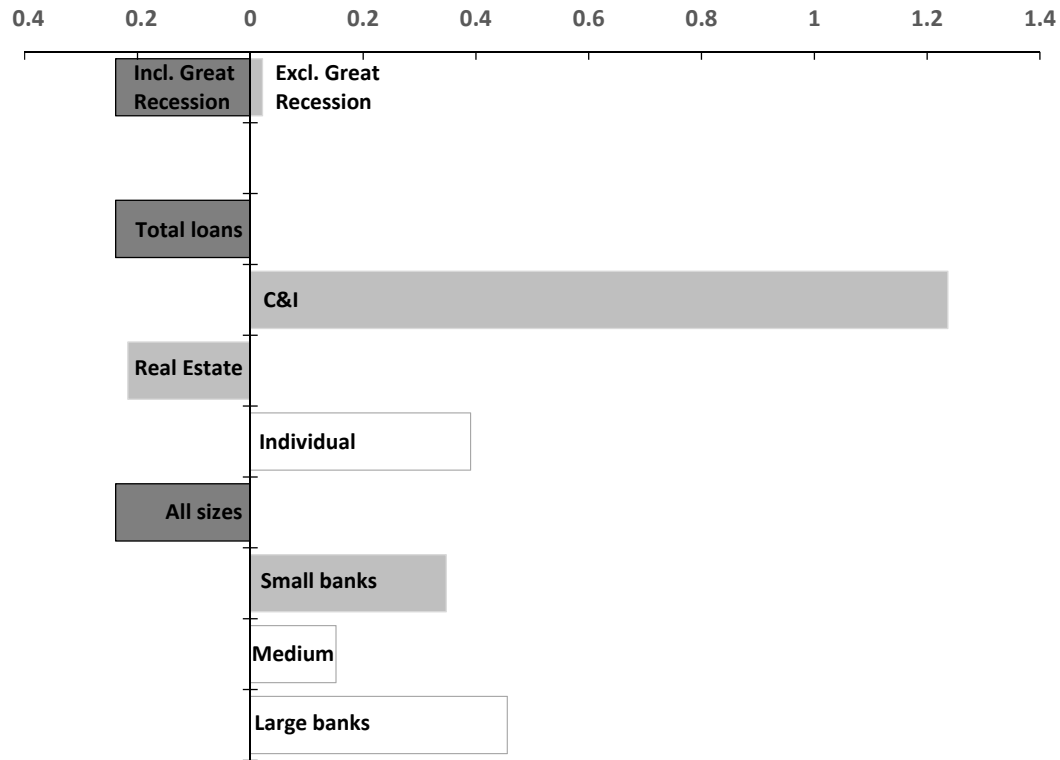 0.4 0.2 0 0.2 0.4 0.6 0.8 1 1.2 1.4
Incl. Great Recession
Excl. Great Recession
Total loans
C&I
Real Estate
Individual
All sizes
Small banks
Medium
Large banks